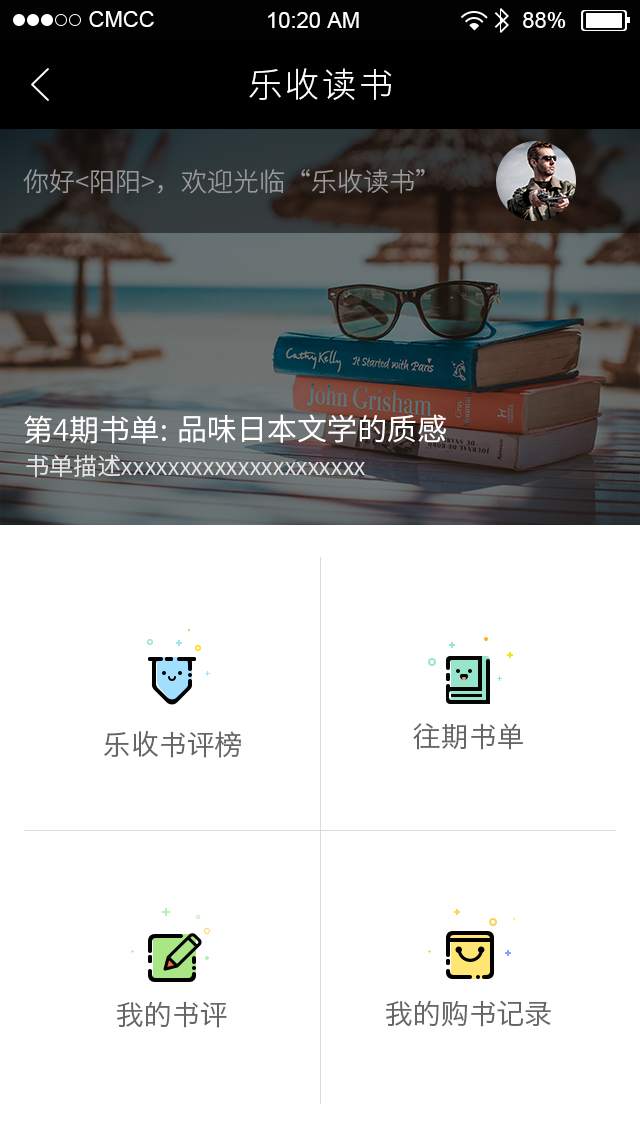 CMCC 10:20 AM 88%
乐收读书
你好<阳阳>，欢迎光临“乐收读书”
Casthy Kelly It Started with Paris
John Grisham
第4期书单: 品味日本文学的质感
书单描述xxxxxxxxxxxxxxxxxxxxx
乐收书评榜
往期书单
我的书评
我的购书记录